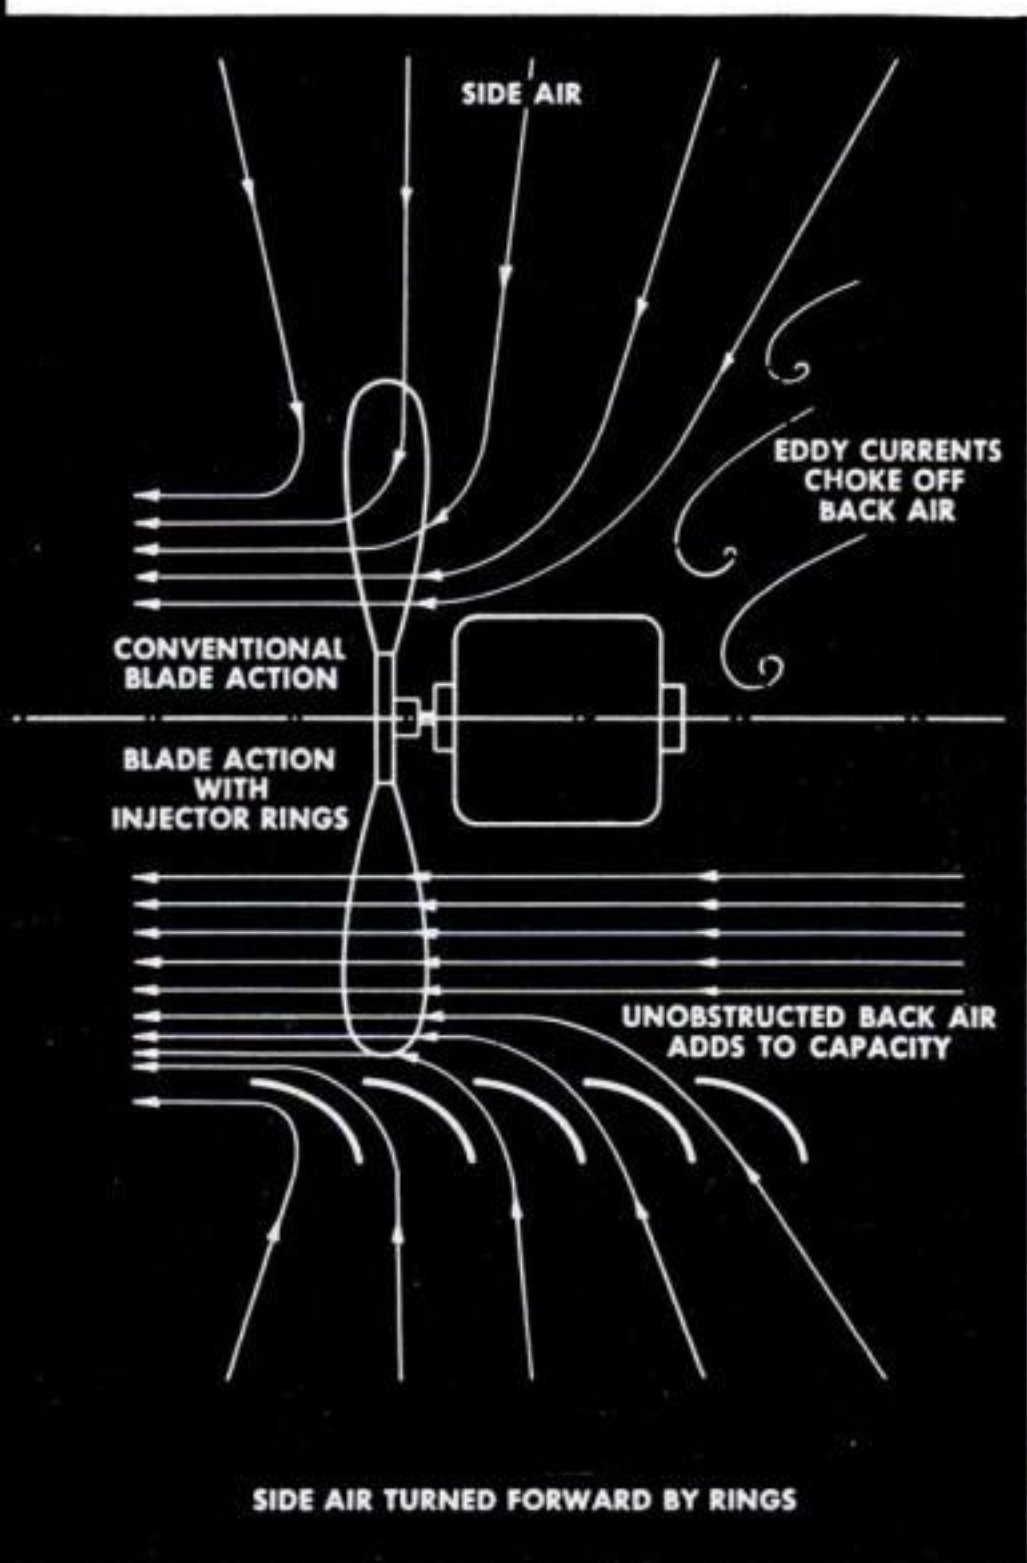 SIDE AIR
EDDY CURRENTS
CHOKE OFF
BACK AIR
CONVENTIONAL
BLADE ACTION
BLADE ACTION
WITH
INJECTOR RINGS
UNOBSTRUCTED BACK AIR
ADDS TO CAPACITY
SIDE AIR TURNED FORWARD BY RINGS